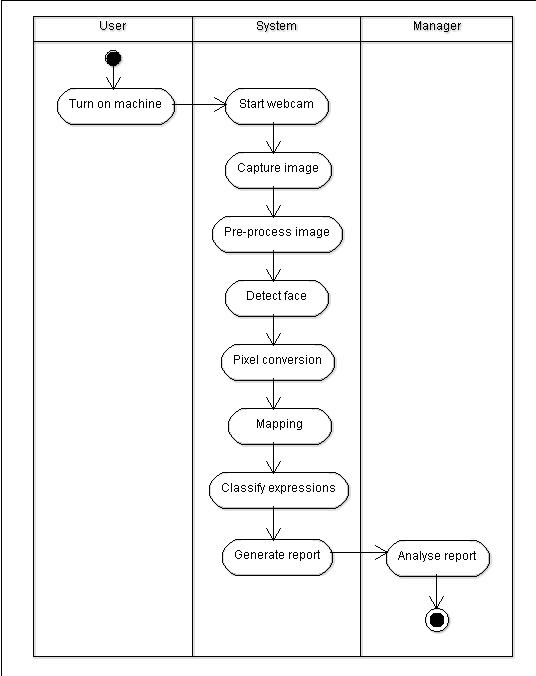 User
System
Manager
Turn on machine
Start webcam
Capture image
Pre-process image
Detect face
Pixel conversion
Mapping
Classify expressions
Generate report
Analyse report